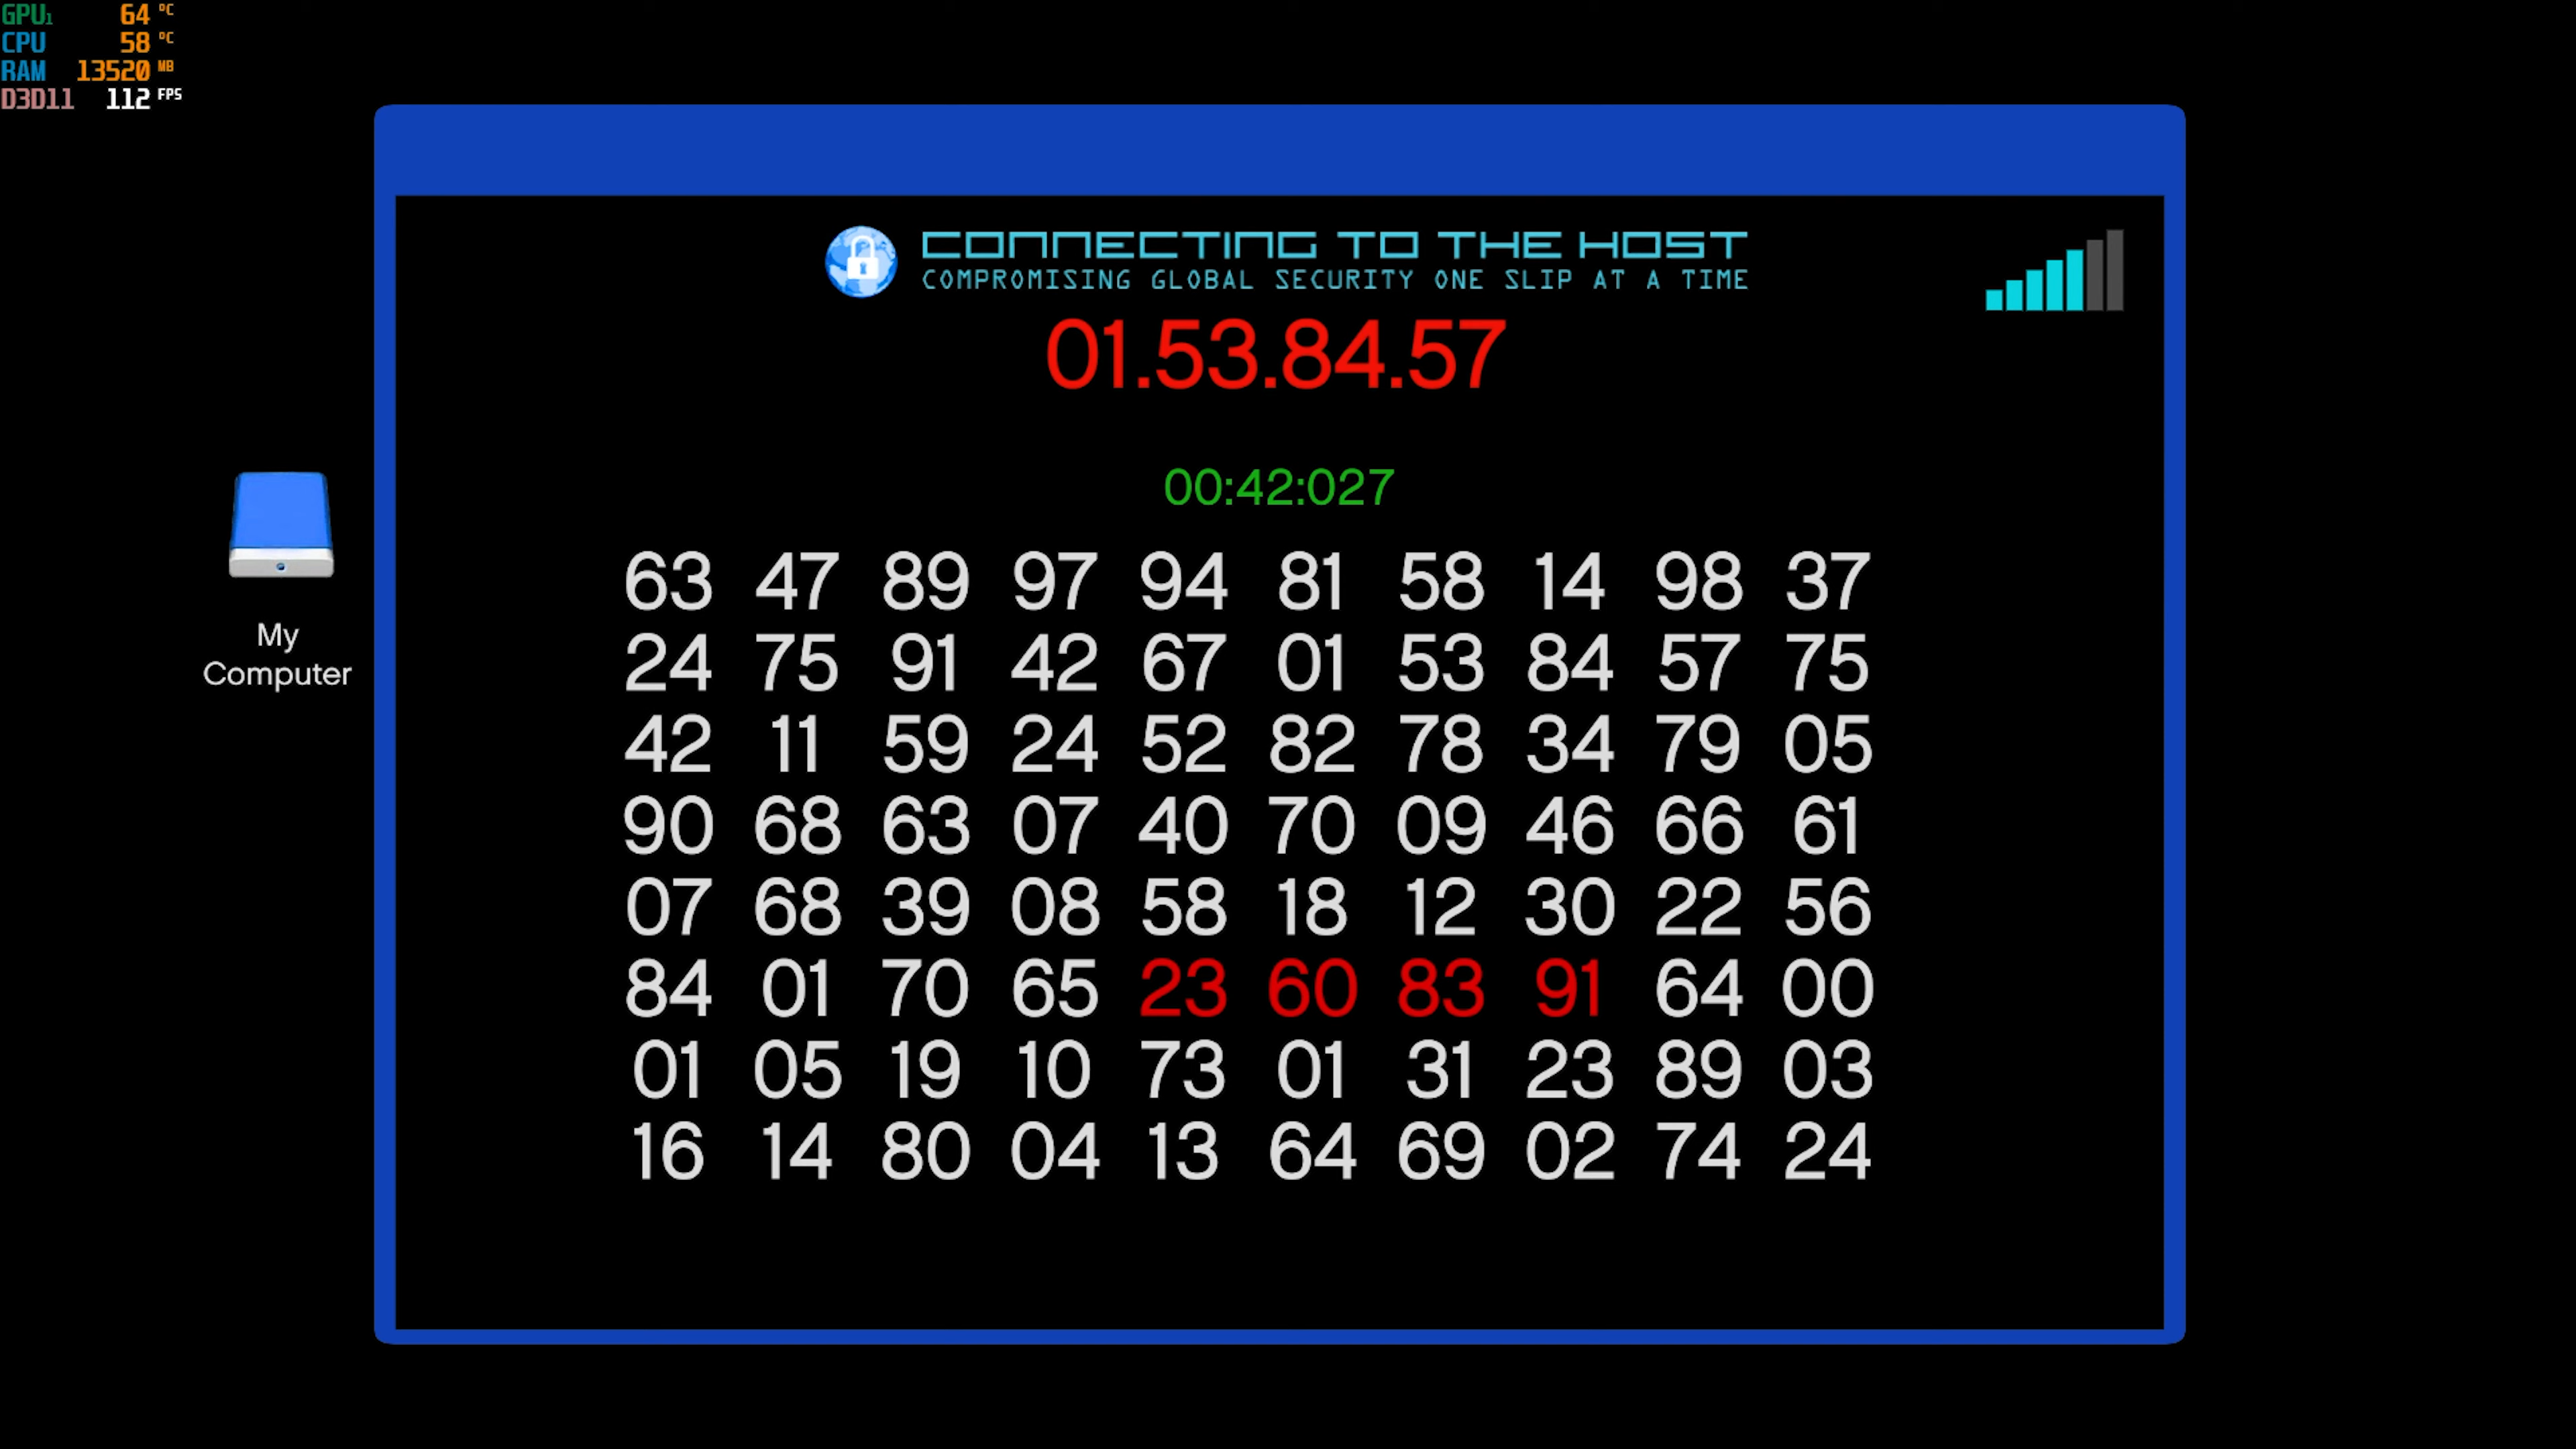 GPU1 64 °C
CPU 58 °C
RAM 13520 MB
D3D11 112 FPS
CONNECTING TO THE HOST
COMPROMISING GLOBAL SECURITY ONE SLIP AT A TIME
01.53.84.57
00:42:027
My
Computer
63 47 89 97 94 81 58 14 98 37
24 75 91 42 67 01 53 84 57 75
42 11 59 24 52 82 78 34 79 05
90 68 63 07 40 70 09 46 66 61
07 68 39 08 58 18 12 30 22 56
84 01 70 65 23 60 83 91 64 00
01 05 19 10 73 01 31 23 89 03
16 14 80 04 13 64 69 02 74 24